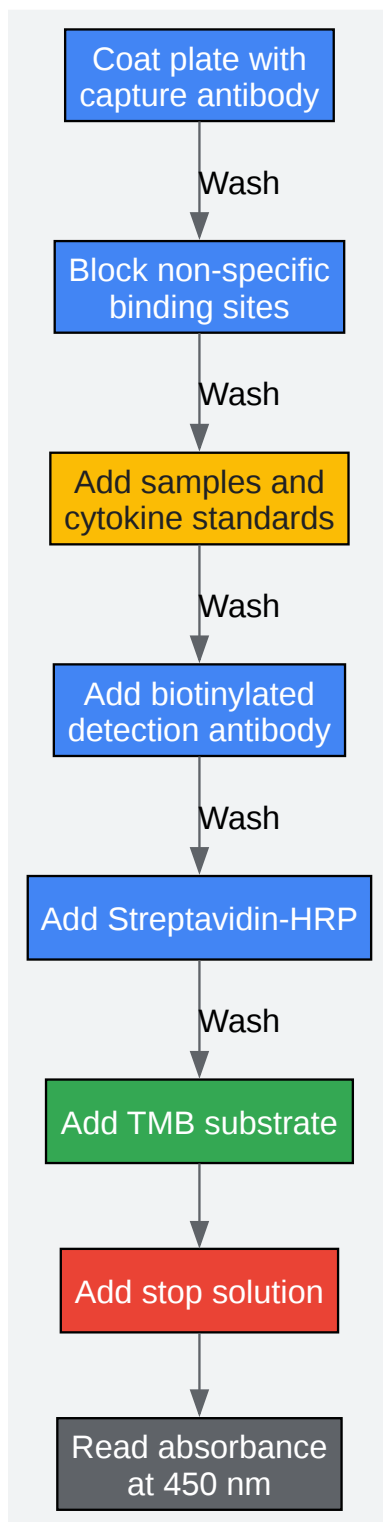 Coat plate with
capture antibody
Wash
Block non-specific
binding sites
Wash
Add samples and
cytokine standards
Wash
Add biotinylated
detection antibody
Wash
Add Streptavidin-HRP
Wash
Add TMB substrate
Add stop solution
Read absorbance
at 450 nm